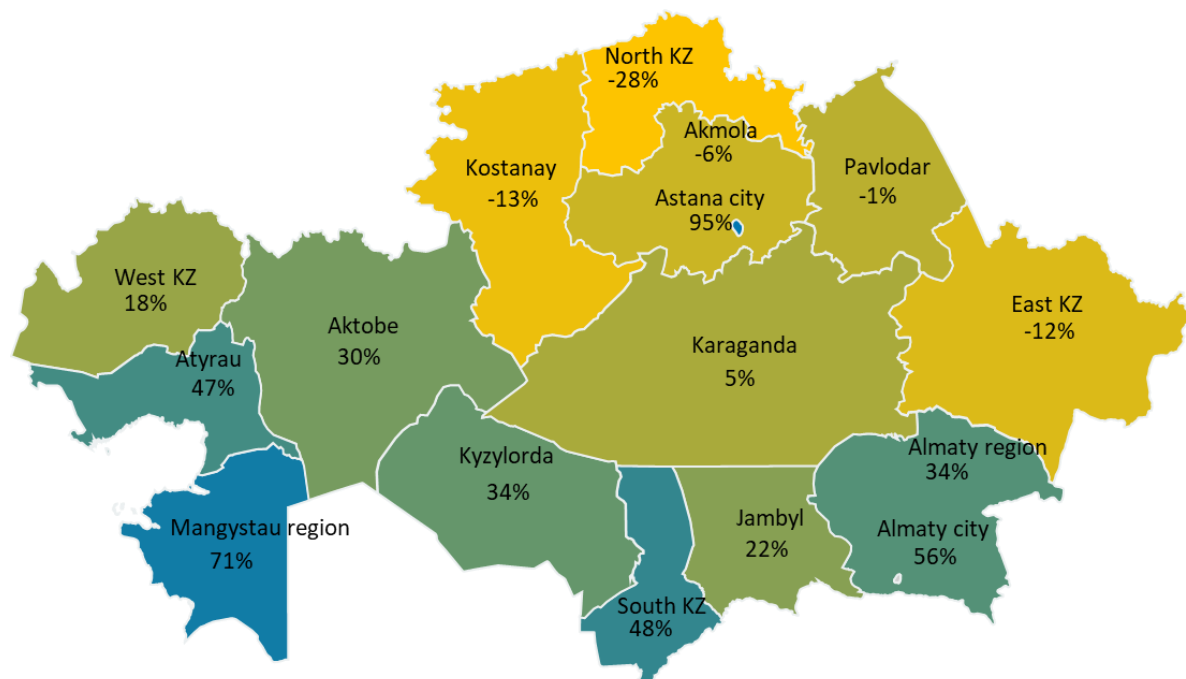 North KZ
-28%
Akmola
-6%
Kostanay
-13%
Pavlodar
-1%
Astana city
95%
West KZ
18%
East KZ
-12%
Aktobe
30%
Karaganda
5%
Atyrau
47%
Almaty region
34%
Kyzylorda
34%
Mangystau region
71%
Jambyl
22%
Almaty city
56%
South KZ
48%